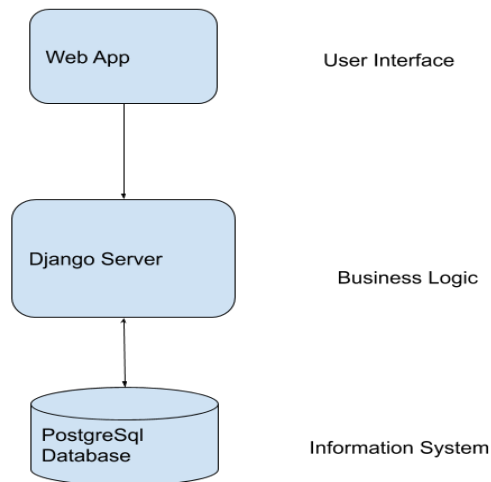 Web App
User Interface
Django Server
Business Logic
PostgreSql
Database
Information System